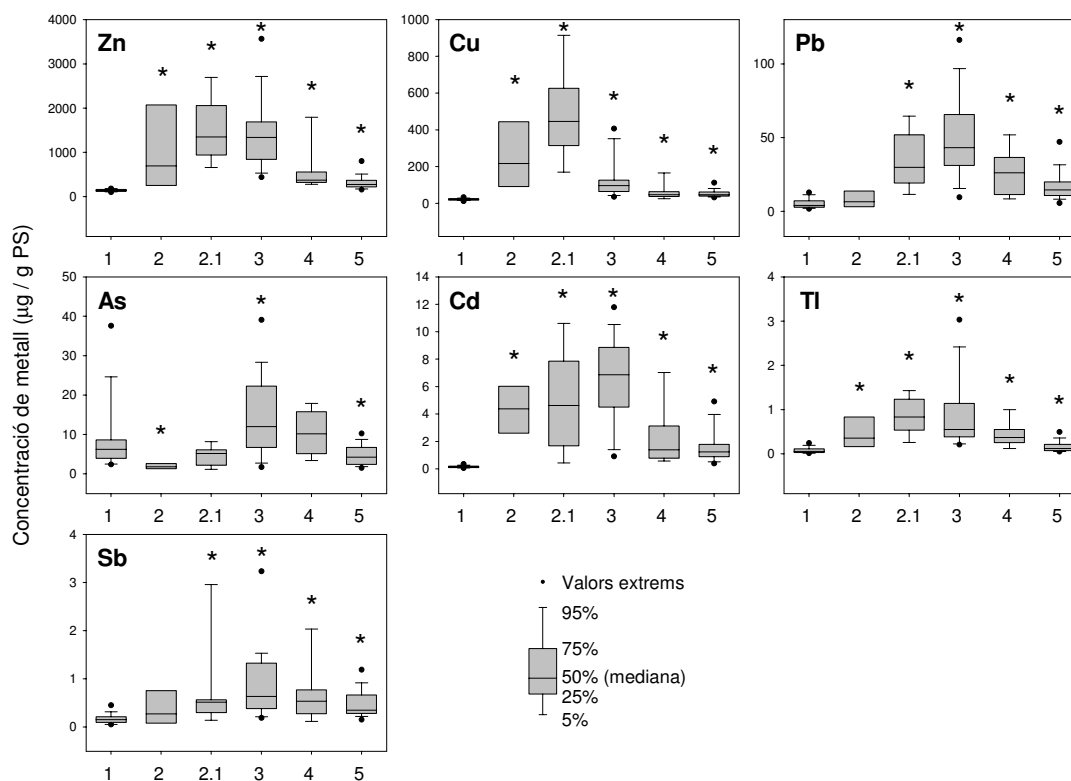 Concentració de metall (µg / g PS)
Zn
4000
3000
2000
1000
0
* * * * *
1 2 2.1 3 4 5
Cu
1000
800
600
400
200
0
* * * * *
1 2 2.1 3 4 5
Pb
100
50
0
* * * *
1 2 2.1 3 4 5
As
50
40
30
20
10
0
* * *
1 2 2.1 3 4 5
Cd
14
12
10
8
6
4
2
0
* * * * *
1 2 2.1 3 4 5
Tl
4
3
2
1
0
* * * * *
1 2 2.1 3 4 5
Sb
4
3
2
1
0
* * * *
1 2 2.1 3 4 5
Valors extrems
95%
75%
50% (mediana)
25%
5%